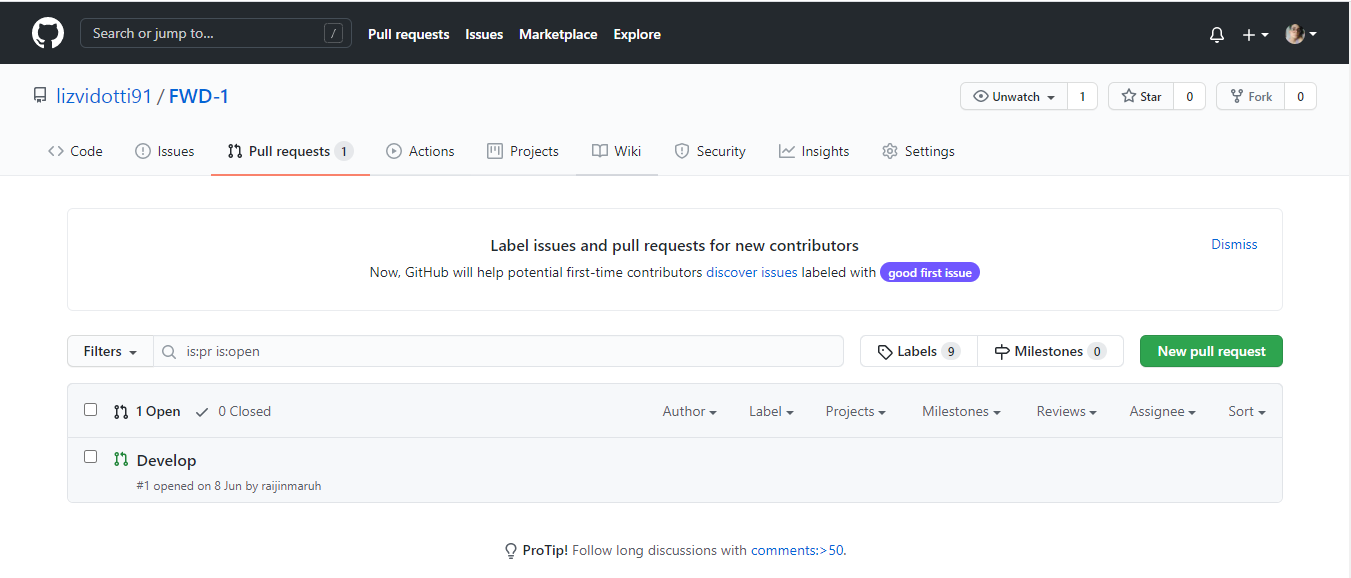 Search or jump to... / Pull requests Issues Marketplace Explore
lizvidotti91 / FWD-1 Unwatch 1 Star 0 Fork 0
Code Issues Pull requests 1 Actions Projects Wiki Security Insights Settings
Label issues and pull requests for new contributors Dismiss
Now, GitHub will help potential first-time contributors discover issues labeled with good first issue
Filters is:pr is:open Labels 9 Milestones 0 New pull request
1 Open 0 Closed Author Label Projects Milestones Reviews Assignee Sort
Develop
#1 opened on 8 Jun by raijinmaruh
ProTip! Follow long discussions with comments:>50.